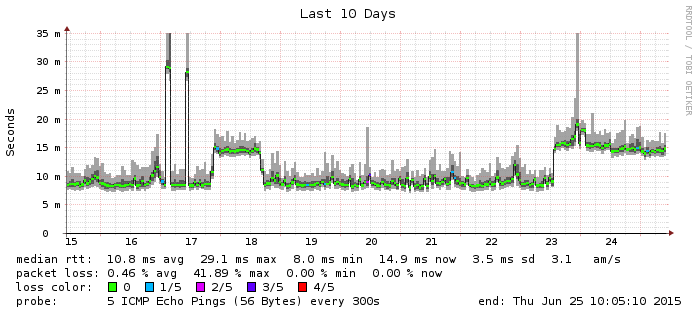 Last 10 Days
RRDTOOL / TOBI OETIKER
Seconds
35 m
30 m
25 m
20 m
15 m
10 m
5 m
0
15 16 17 18 19 20 21 22 23 24
median rtt: 10.8 ms avg 29.1 ms max 8.0 ms min 14.9 ms now 3.5 ms sd 3.1 am/s
packet loss: 0.46 % avg 41.89 % max 0.00 % min 0.00 % now
loss color: 0 1/5 2/5 3/5 4/5
probe: 5 ICMP Echo Pings (56 Bytes) every 300s end: Thu Jun 25 10:05:10 2015